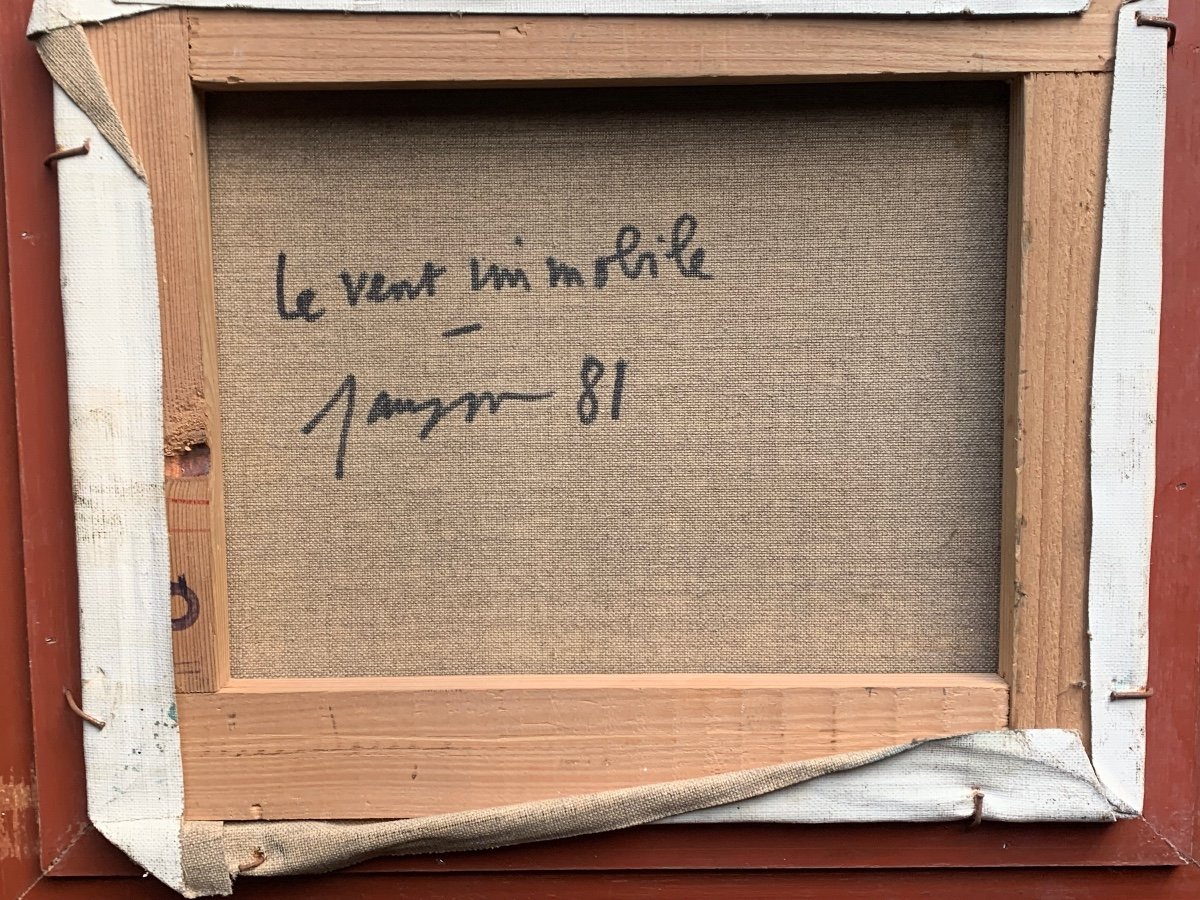 le vent immobile
–
81